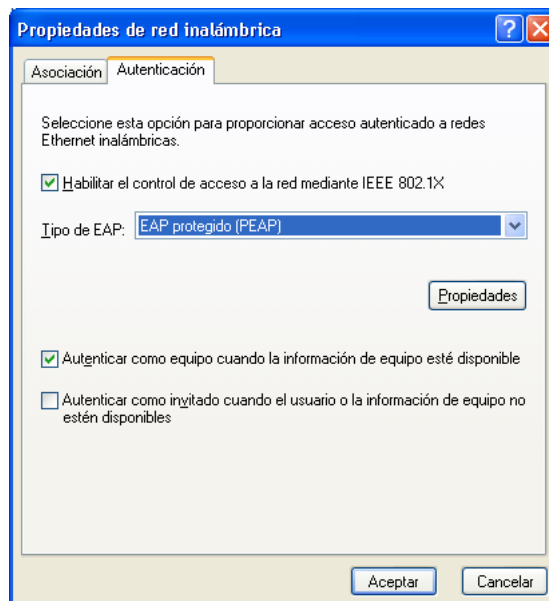 Propiedades de red inalámbrica
Asociación
Autenticación
Seleccione esta opción para proporcionar acceso autenticado a redes
Ethernet inalámbricas.
Habilitar el control de acceso a la red mediante IEEE 802.1X
Tipo de EAP:
EAP protegido (PEAP)
Propiedades
Autenticar como equipo cuando la información de equipo esté disponible
Autenticar como invitado cuando el usuario o la información de equipo no
estén disponibles
Aceptar
Cancelar